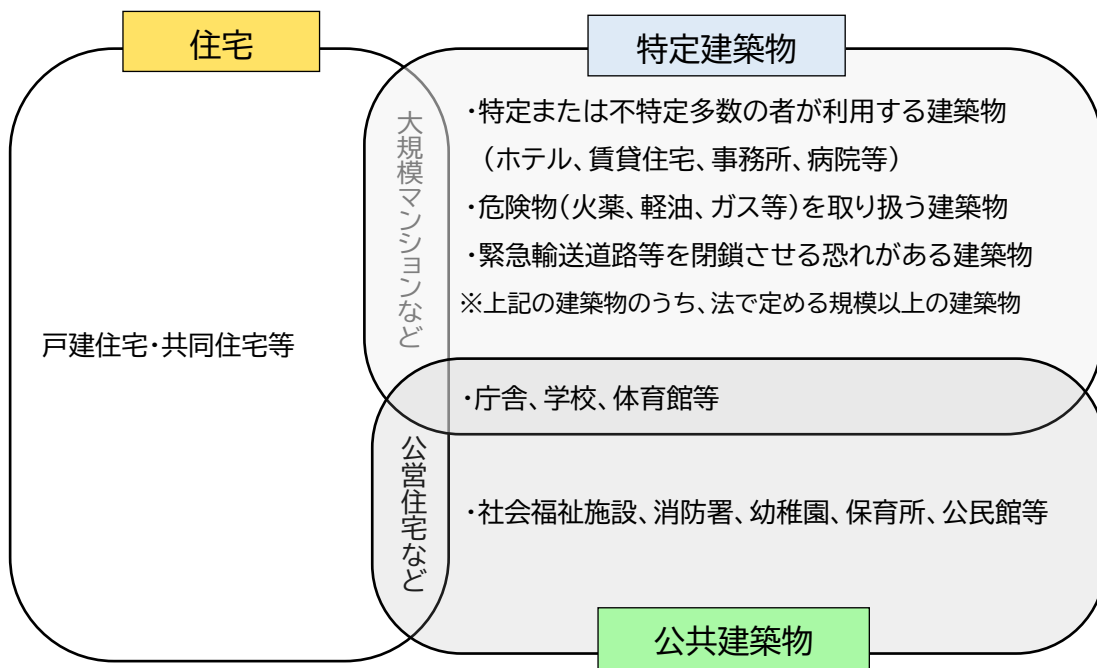 住宅
特定建築物
大規模マンションなど
・特定または不特定多数の者が利用する建築物
（ホテル、賃貸住宅、事務所、病院等）
・危険物（火薬、軽油、ガス等）を取り扱う建築物
・緊急輸送道路等を閉鎖させる恐れがある建築物
※上記の建築物のうち、法で定める規模以上の建築物
戸建住宅・共同住宅等
・庁舎、学校、体育館等
公営住宅など
・社会福祉施設、消防署、幼稚園、保育所、公民館等
公共建築物